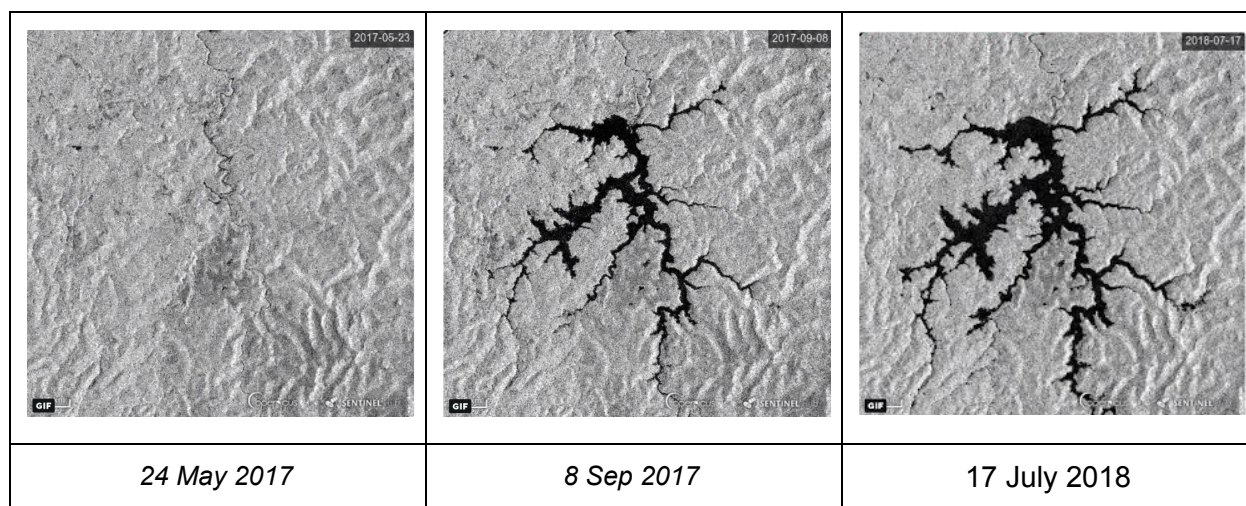 2017-05-23
2017-09-08
2018-07-17
GIF
SENTINEL
GIF
SENTINEL
GIF
SENTINEL
24 May 2017
8 Sep 2017
17 July 2018